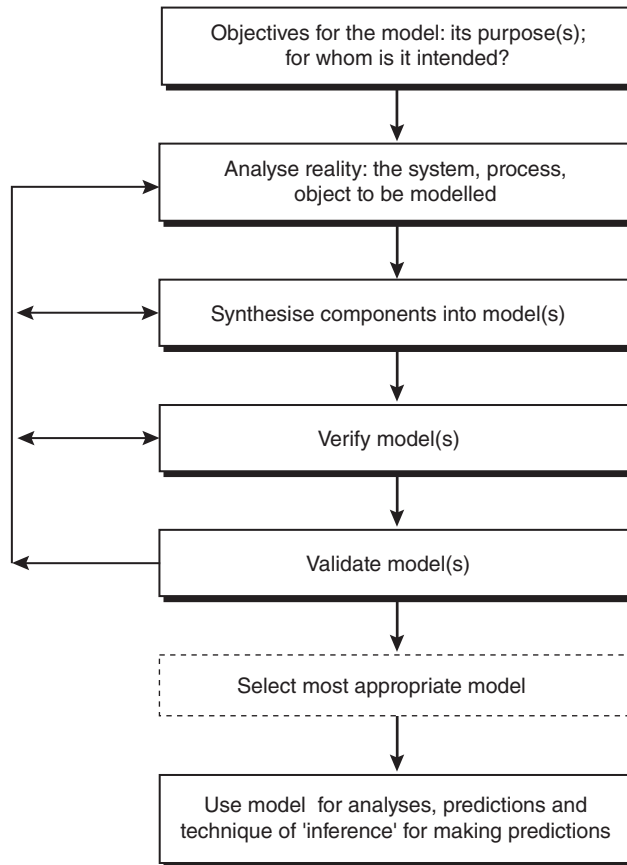 Objectives for the model: its purpose(s);
for whom is it intended?
Analyse reality: the system, process,
object to be modelled
Synthesise components into model(s)
Verify model(s)
Validate model(s)
Select most appropriate model
Use model for analyses, predictions and
technique of 'inference' for making predictions